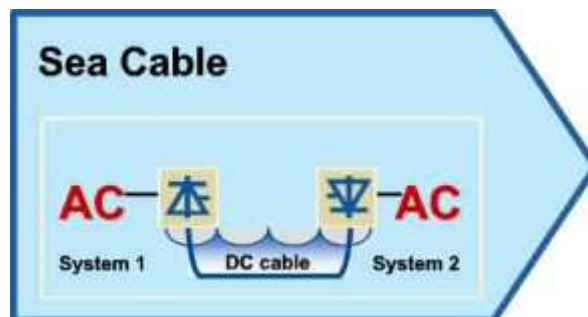 Sea Cable
AC
AC
System 1
DC cable
System 2